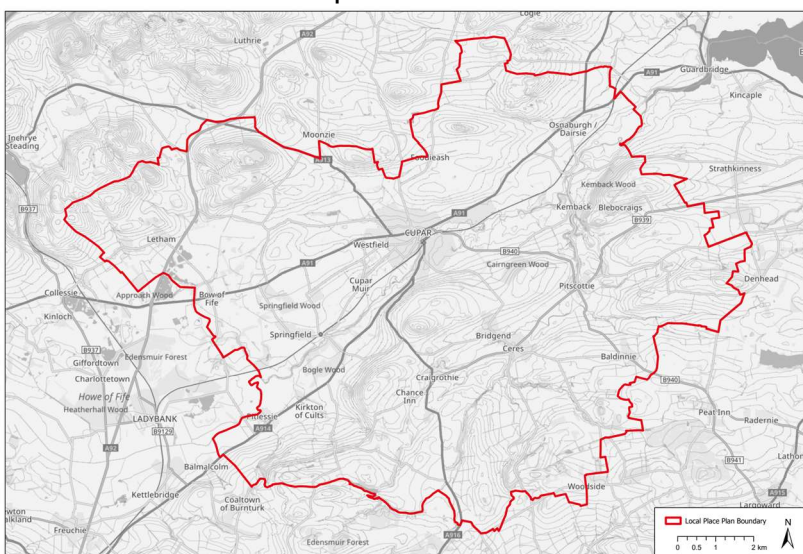 Logie
Luthrie
A92
A91
Guardbridge
Kincaple
Osnaburgh /
Dairsie
Moonzie
Foodieash
A913
Steading
Strathkinness
Kemback Wood
Kemback
Blebocraigs
B939
B937
A91
CUPAR
Letham
Westfield
B940
Cairngreen Wood
A91
Denhead
Cupar
Muir
Pitscottie
Collessie
Approach Wood
Bow of
Fife
Springfield Wood
Kinloch
Springfield
Bridgend
Ceres
B937
Giffordtown
Edensmuir Forest
Baldinnie
Charlottetown
Bogle Wood
Craigrothie
B940
Howe of Fife
Heatherhall Wood
Chance
Inn
Kirkton
of Cults
Peat Inn
Radernie
LADYBANK
Pitlessie
B9129
A914
A92
B941
Balmalcolm
Kettlebridge
Coaltown
of Burnturk
Woodside
A915
Largoward
Freuchie
Edensmuir Forest
A916
Local Place Plan Boundary
N
0 0.5 1 2 km